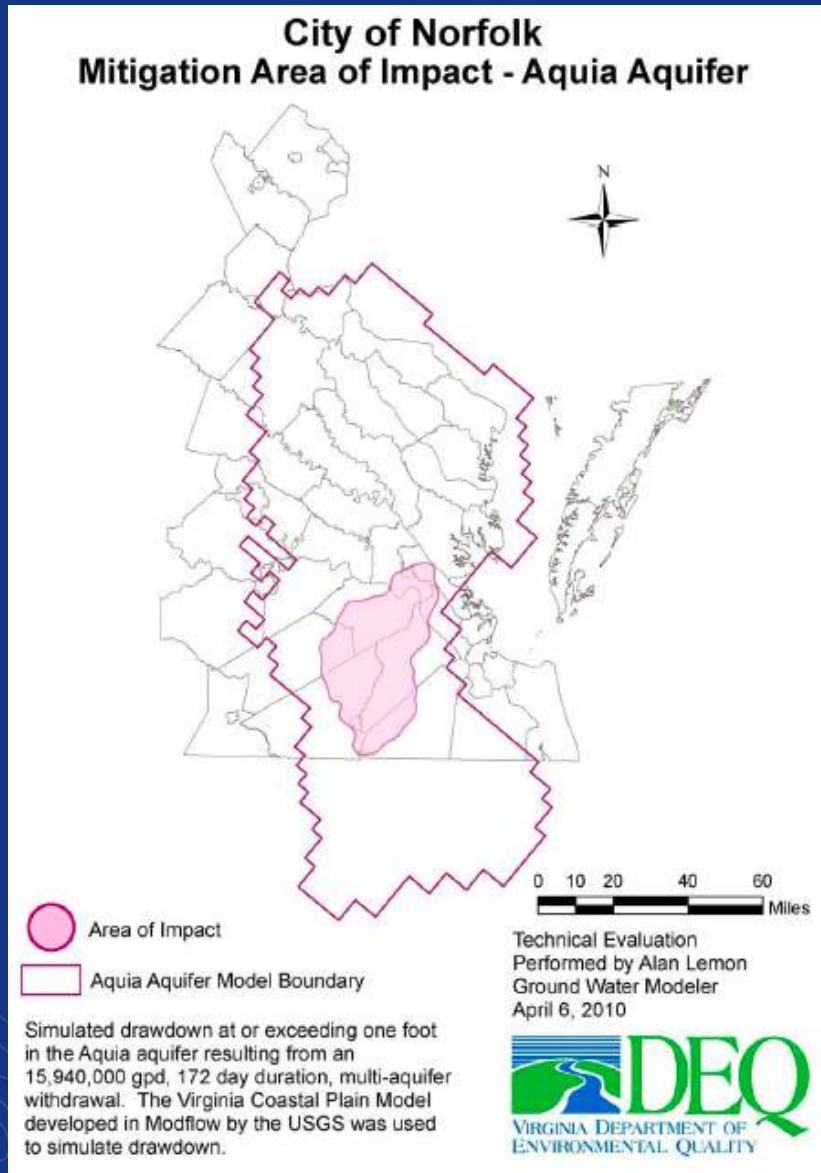 City of Norfolk
Mitigation Area of Impact - Aquia Aquifer
N
0 10 20 40 60
Miles
Area of Impact
Aquia Aquifer Model Boundary
Simulated drawdown at or exceeding one foot
in the Aquia aquifer resulting from an
15,940,000 gpd, 172 day duration, multi-aquifer
withdrawal. The Virginia Coastal Plain Model
developed in Modflow by the USGS was used
to simulate drawdown.
Technical Evaluation
Performed by Alan Lemon
Ground Water Modeler
April 6, 2010
DEQ
VIRGINIA DEPARTMENT OF
ENVIRONMENTAL QUALITY